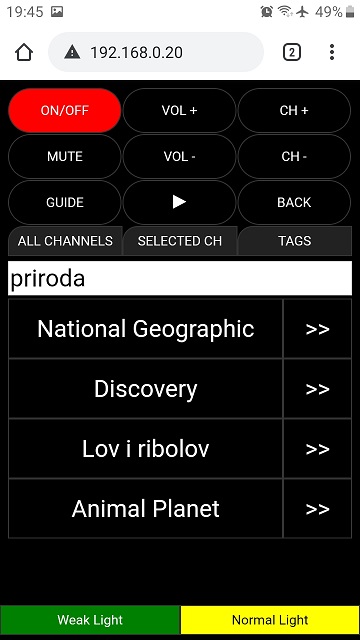 19:45 49%
192.168.0.20 2
ON/OFF VOL + CH +
MUTE VOL - CH -
GUIDE BACK
ALL CHANNELS SELECTED CH TAGS
priroda
National Geographic >>
Discovery >>
Lov i ribolov >>
Animal Planet >>
Weak Light Normal Light